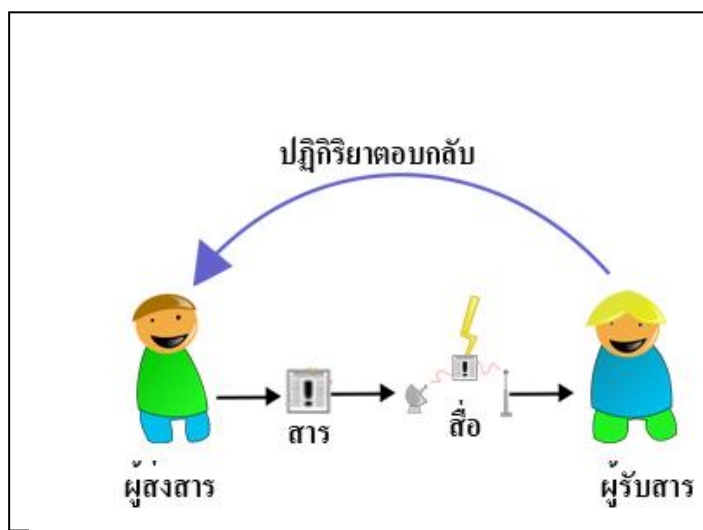 ปฏิกิริยาตอบกลับ
สาร
สื่อ
ผู้ส่งสาร
ผู้รับสาร